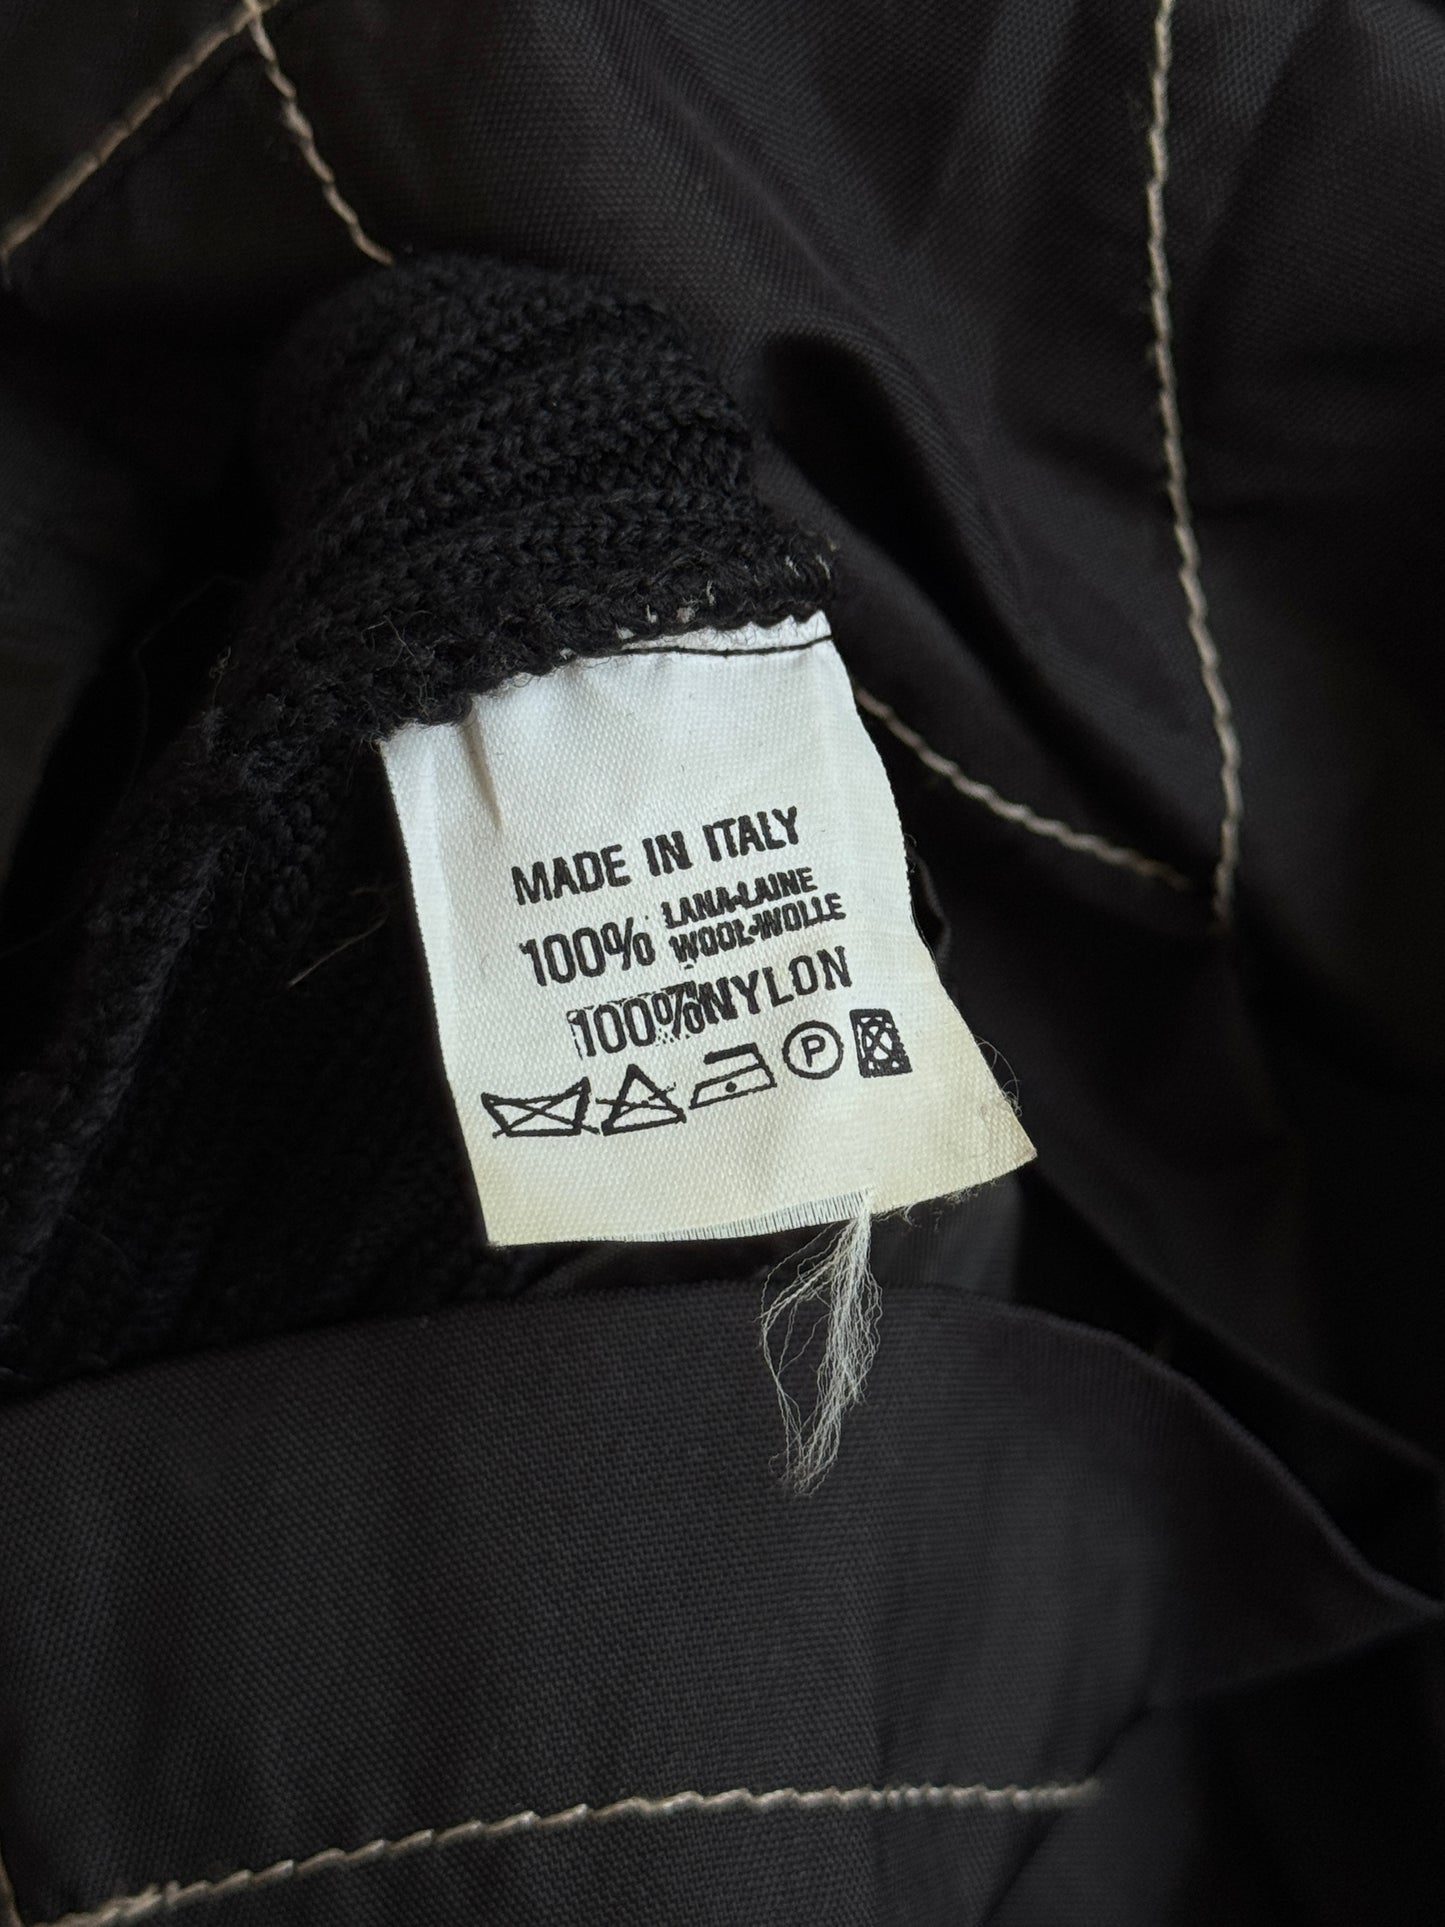 MADE IN ITALY
100% LANA•LAINE
WOOL•WOLLE
100% NYLON
P